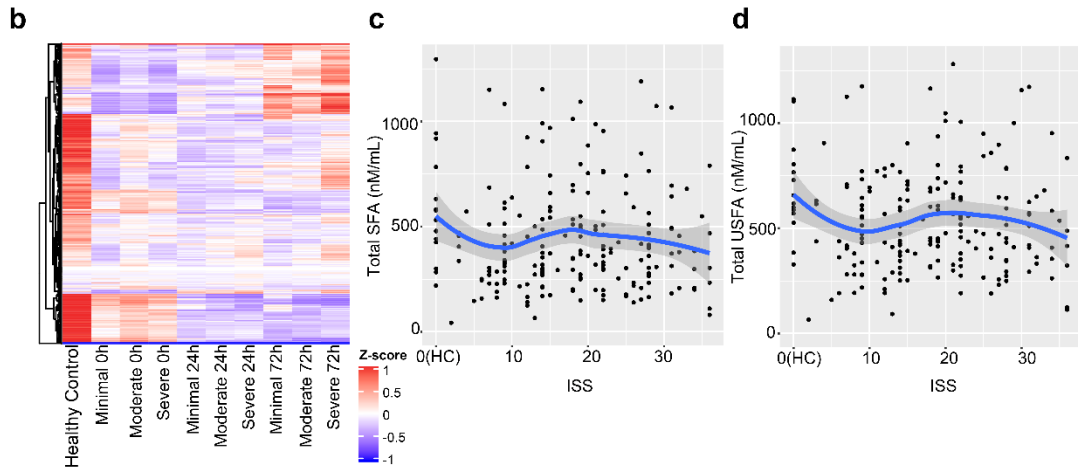 b
Healthy Control
Minimal 0h
Moderate 0h
Severe 0h
Minimal 24h
Moderate 24h
Severe 24h
Minimal 72h
Moderate 72h
Severe 72h
Z-score
1
0.5
0
-0.5
-1
c
Total SFA (nM/mL)
1000
500
0
0(HC)
10
20
30
ISS
d
Total USFA (nM/mL)
1000
500
0
0(HC)
10
20
30
ISS